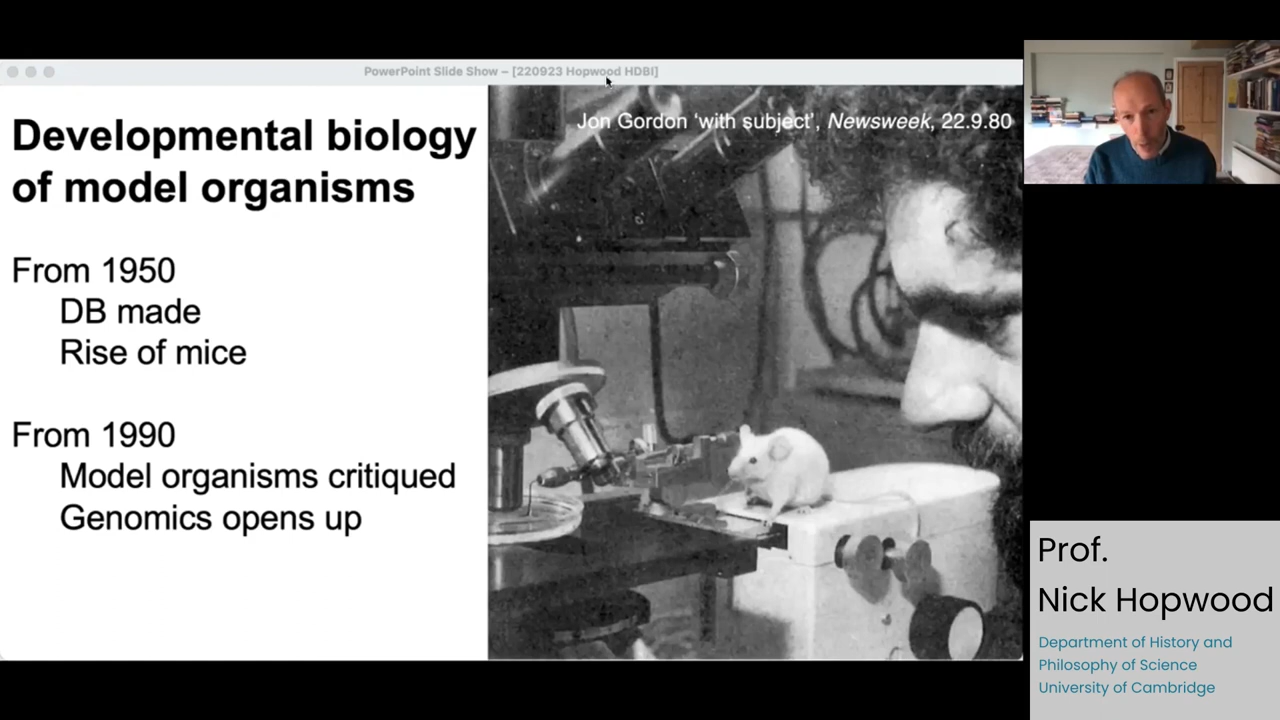 PowerPoint Slide Show – [220923 Hopwood HDBI]
Developmental biology
of model organisms
From 1950
DB made
Rise of mice
From 1990
Model organisms critiqued
Genomics opens up
Jon Gordon ‘with subject’, Newsweek, 22.9.80
Prof.
Nick Hopwood
Department of History and
Philosophy of Science
University of Cambridge